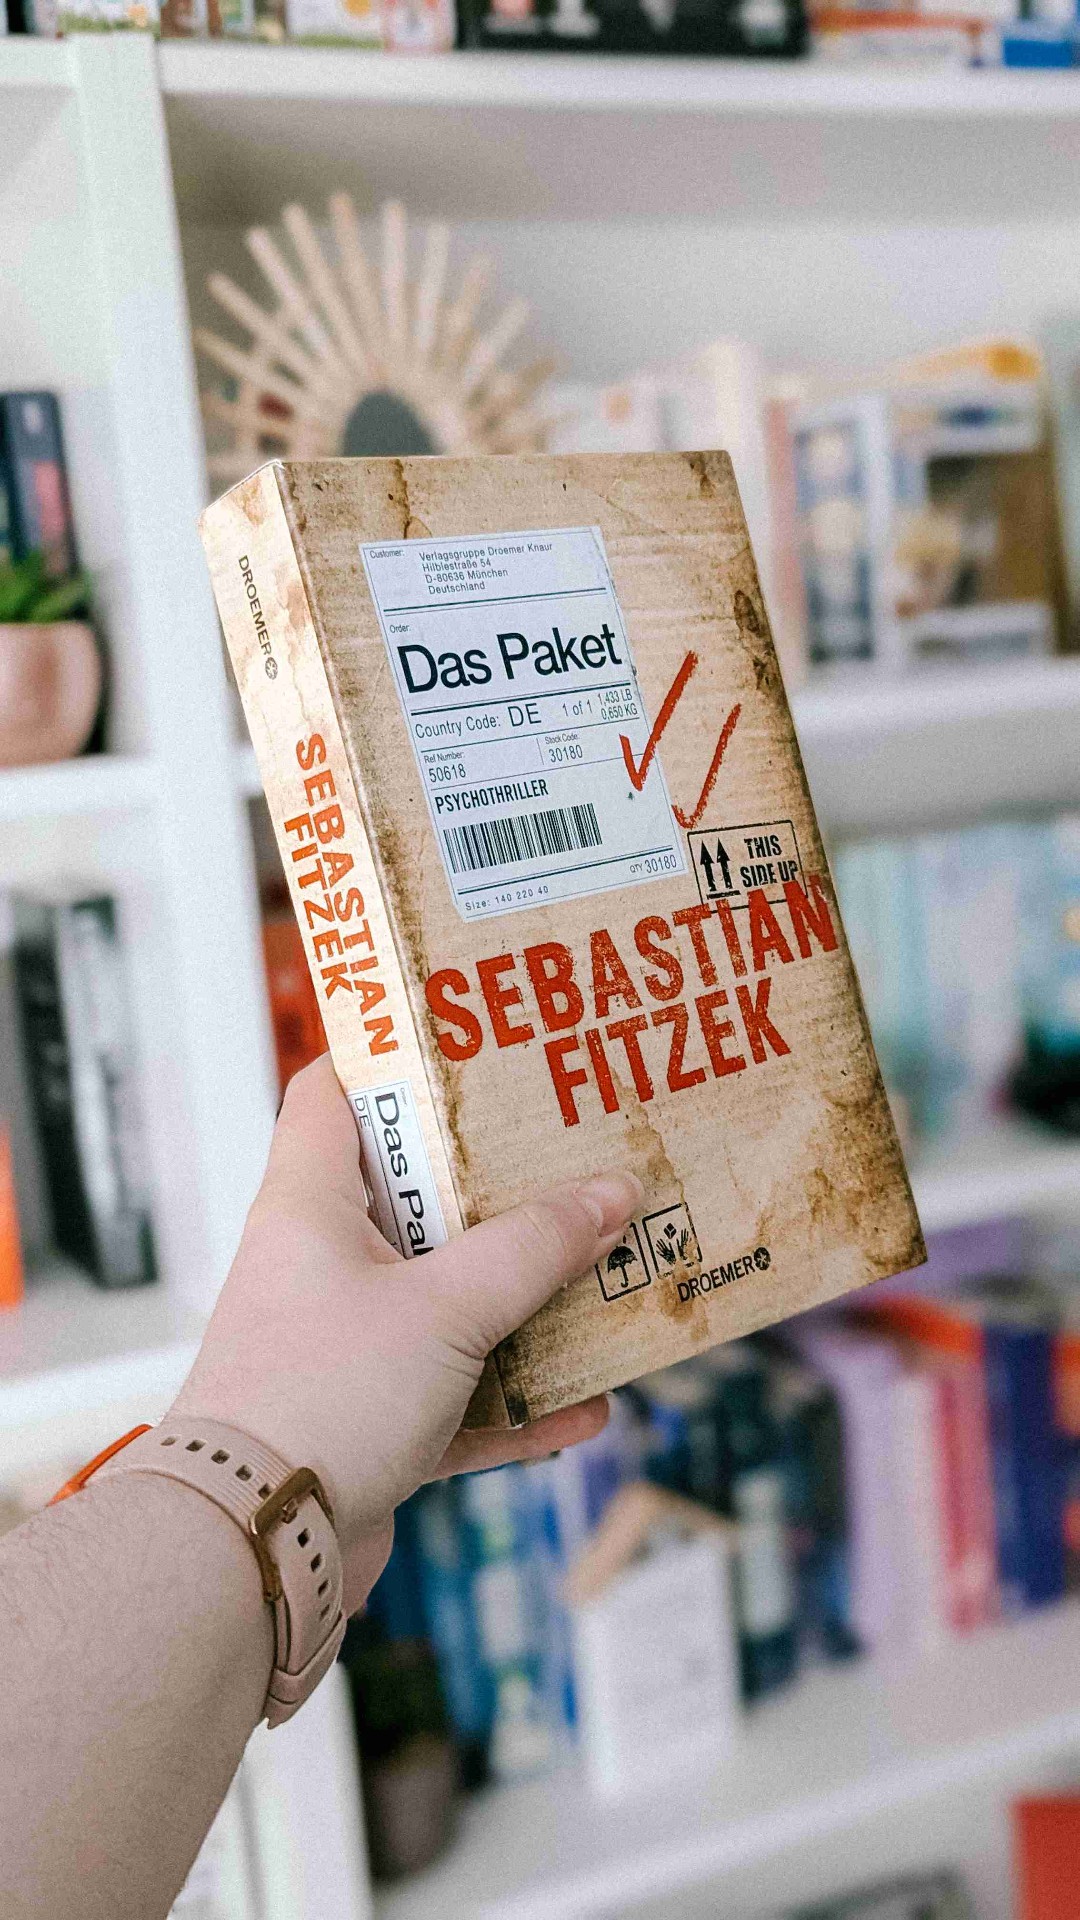 DROEMER
SEBASTIAN
FITZEK
DE
Das Pa
Customer:
Verlagsgruppe Droemer Knaur
Hilblestraße 54
D-80636 München
Deutschland
Order:
Das Paket
Country Code: DE 1 of 1 1,433 LB
0,650 KG
Ref Number: Stock Code:
50618 30180
PSYCHOTHRILLER
QTY 30180
Size: 140 220 40
THIS
SIDE UP
SEBASTIAN
FITZEK
DROEMER